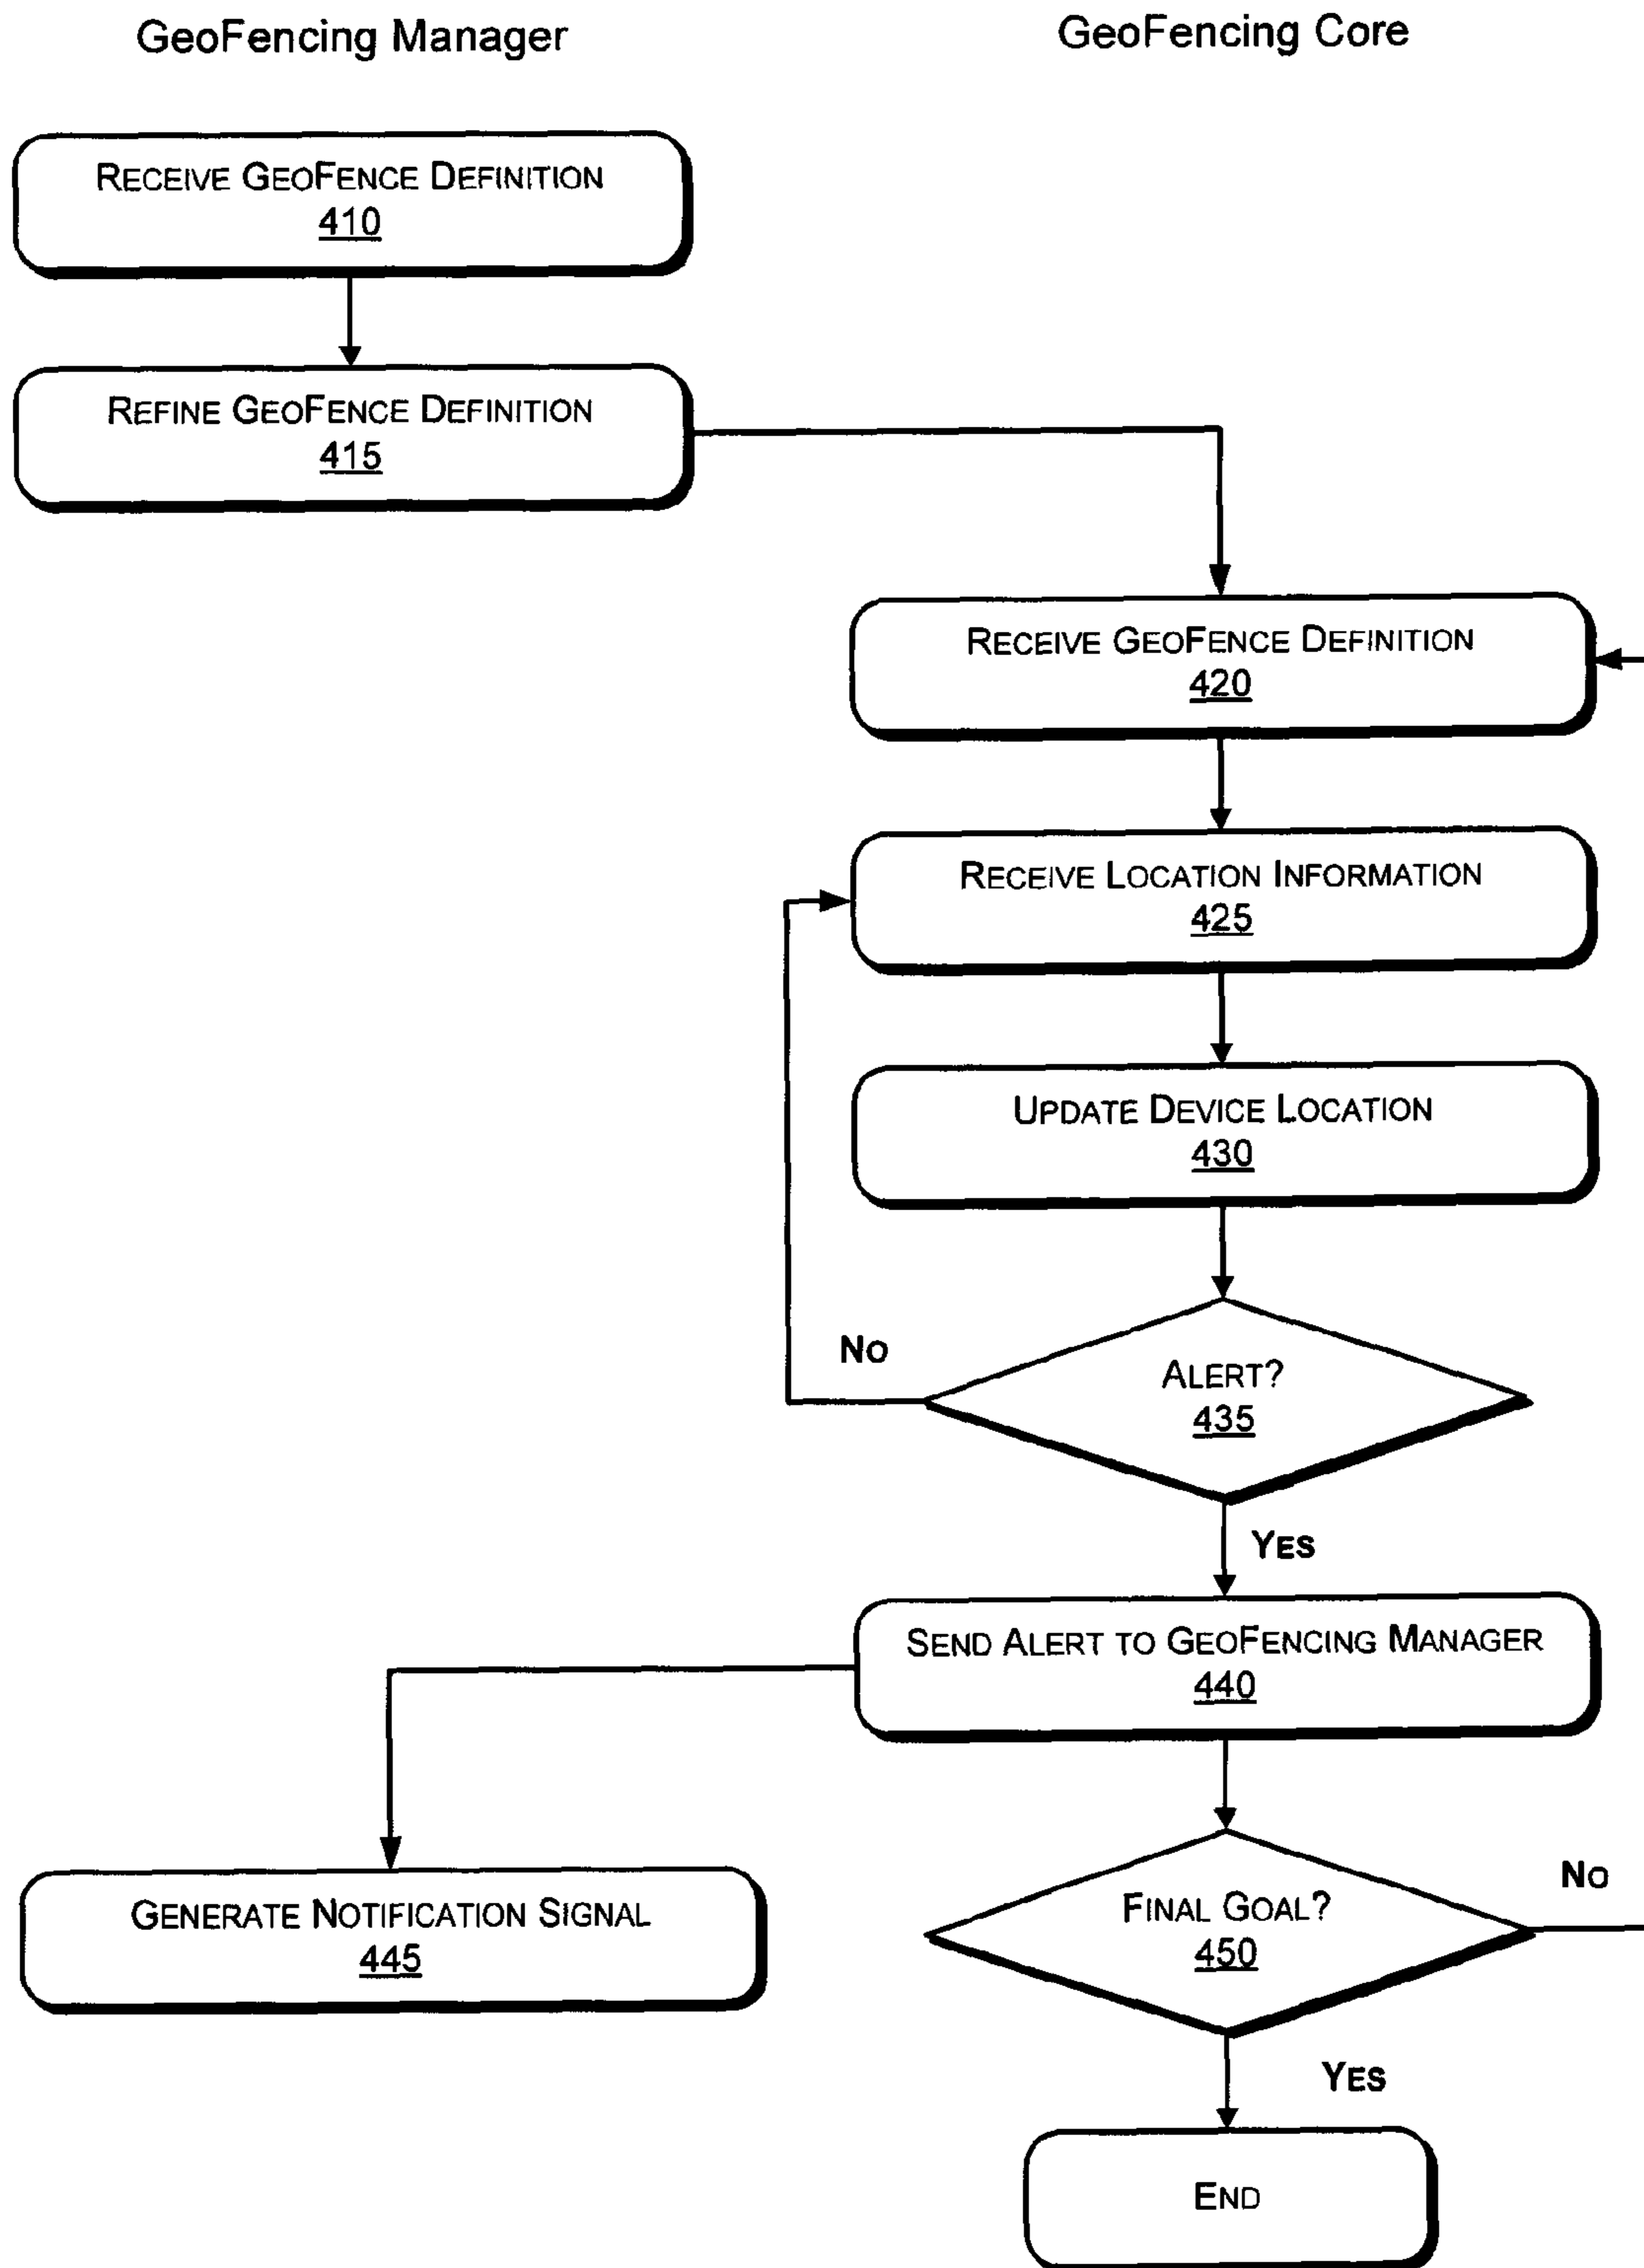 GeoFencing Manager
GeoFencing Core
RECEIVE GEOFENCE DEFINITION
410
REFINE GEOFENCE DEFINITION
415
RECEIVE GEOFENCE DEFINITION
420
RECEIVE LOCATION INFORMATION
425
UPDATE DEVICE LOCATION
430
NO
ALERT?
435
YES
SEND ALERT TO GEOFENCING MANAGER
440
GENERATE NOTIFICATION SIGNAL
445
FINAL GOAL?
450
NO
YES
END